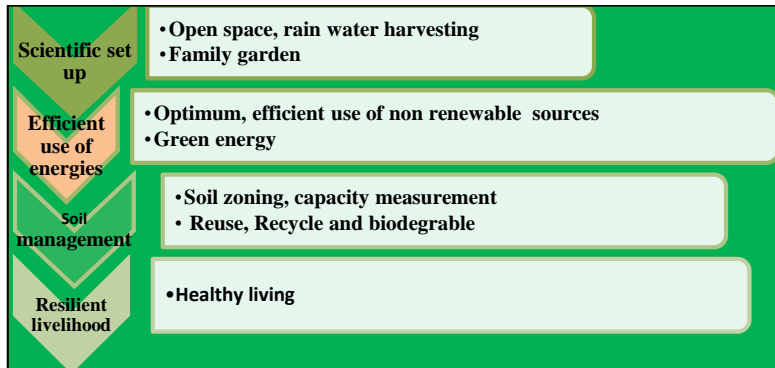 Scientific set
up
•Open space, rain water harvesting
•Family garden
Efficient
use of
energies
•Optimum, efficient use of non renewable sources
•Green energy
Soil
management
•Soil zoning, capacity measurement
• Reuse, Recycle and biodegrable
Resilient
livelihood
•Healthy living